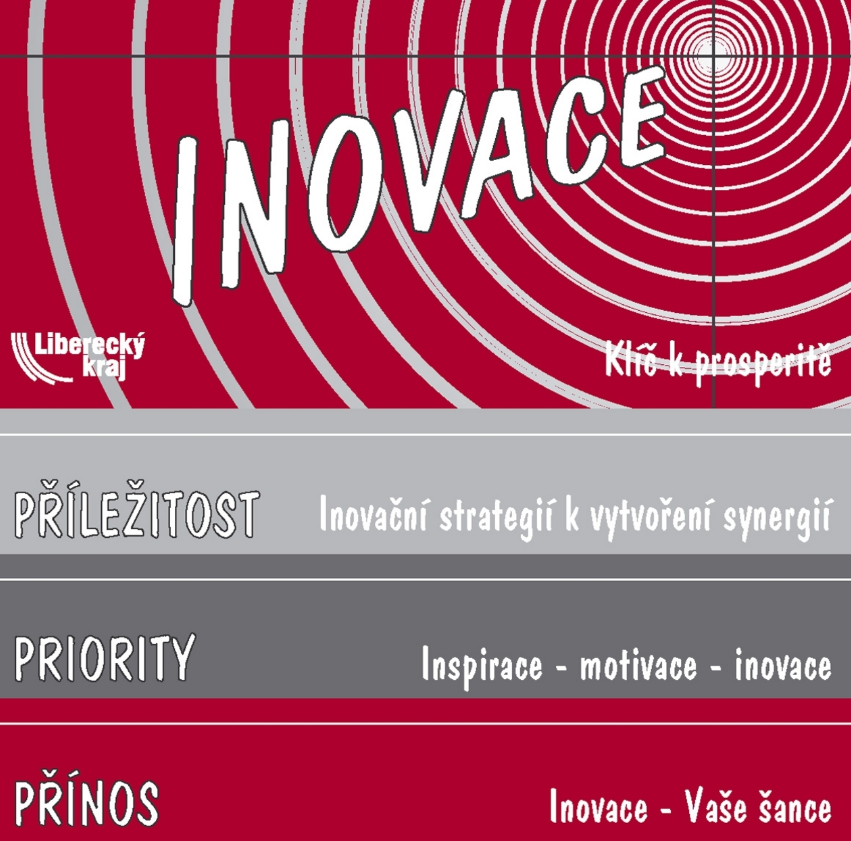 INOVACE
Liberecký
kraj
Klíč k prosperitě
PŘÍLEŽITOST
Inovační strategií k vytvoření synergií
PRIORITY
Inspirace - motivace - inovace
PŘÍNOS
Inovace - Vaše šance